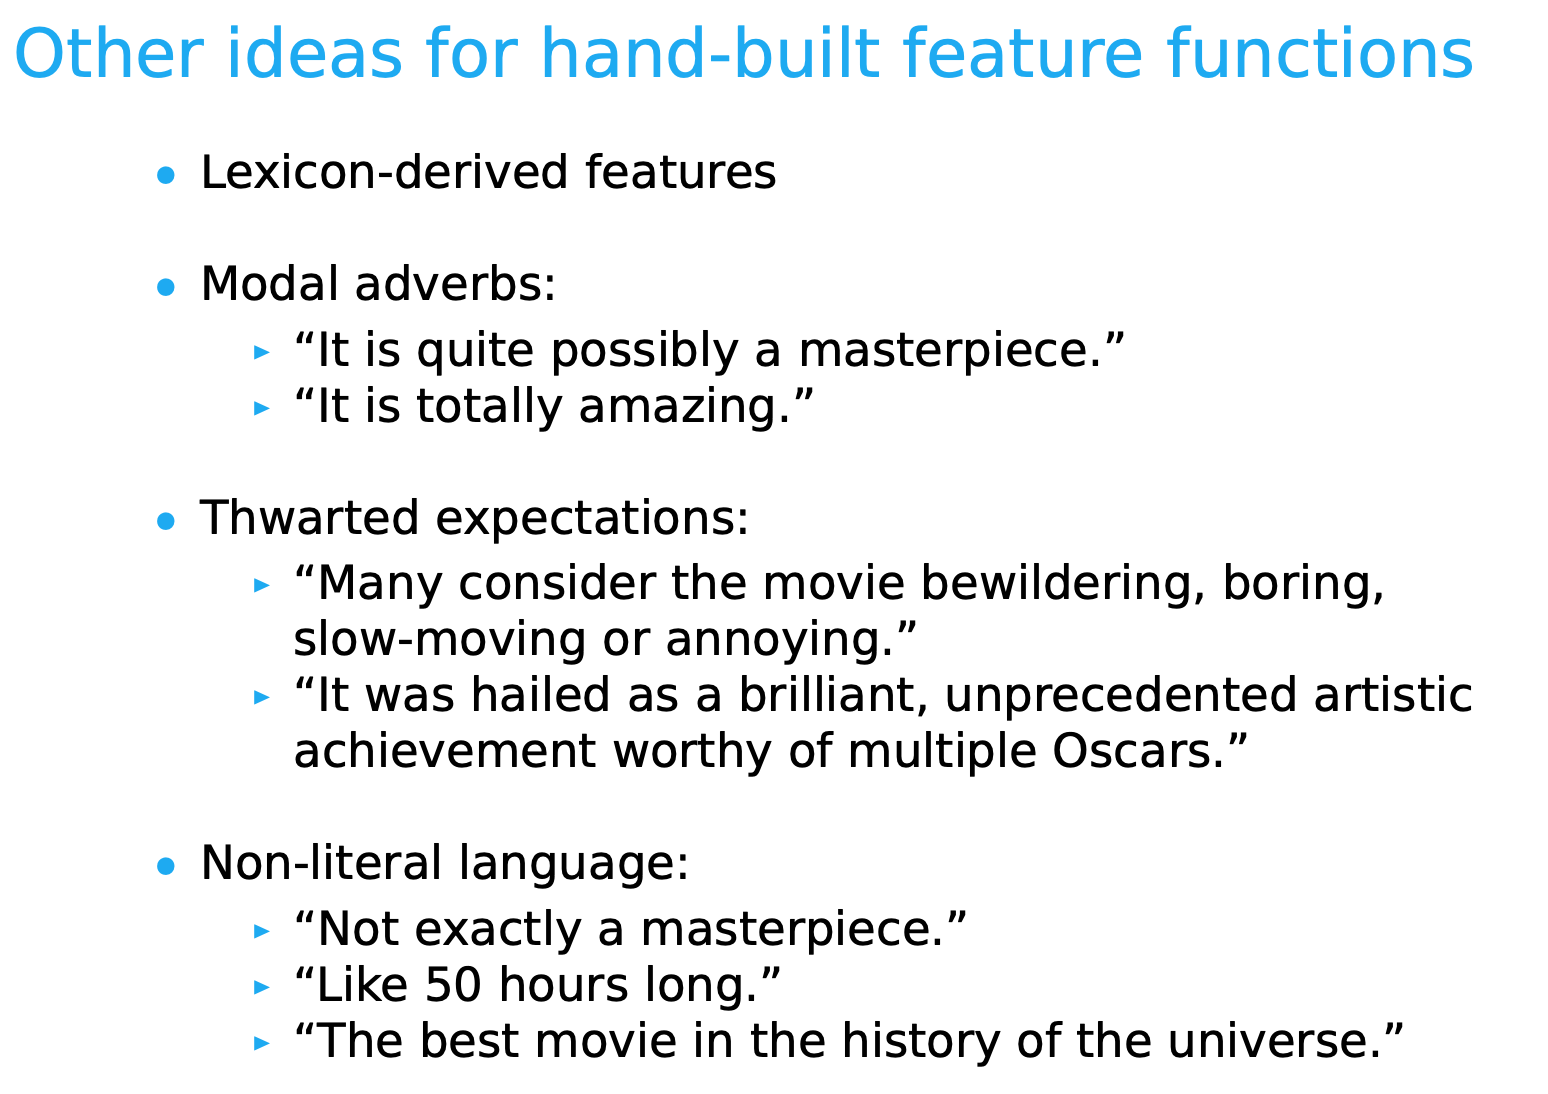 Other ideas for hand-built feature functions
• Lexicon-derived features
• Modal adverbs:
▸ “It is quite possibly a masterpiece.”
▸ “It is totally amazing.”
• Thwarted expectations:
▸ “Many consider the movie bewildering, boring,
slow-moving or annoying.”
▸ “It was hailed as a brilliant, unprecedented artistic
achievement worthy of multiple Oscars.”
• Non-literal language:
▸ “Not exactly a masterpiece.”
▸ “Like 50 hours long.”
▸ “The best movie in the history of the universe.”